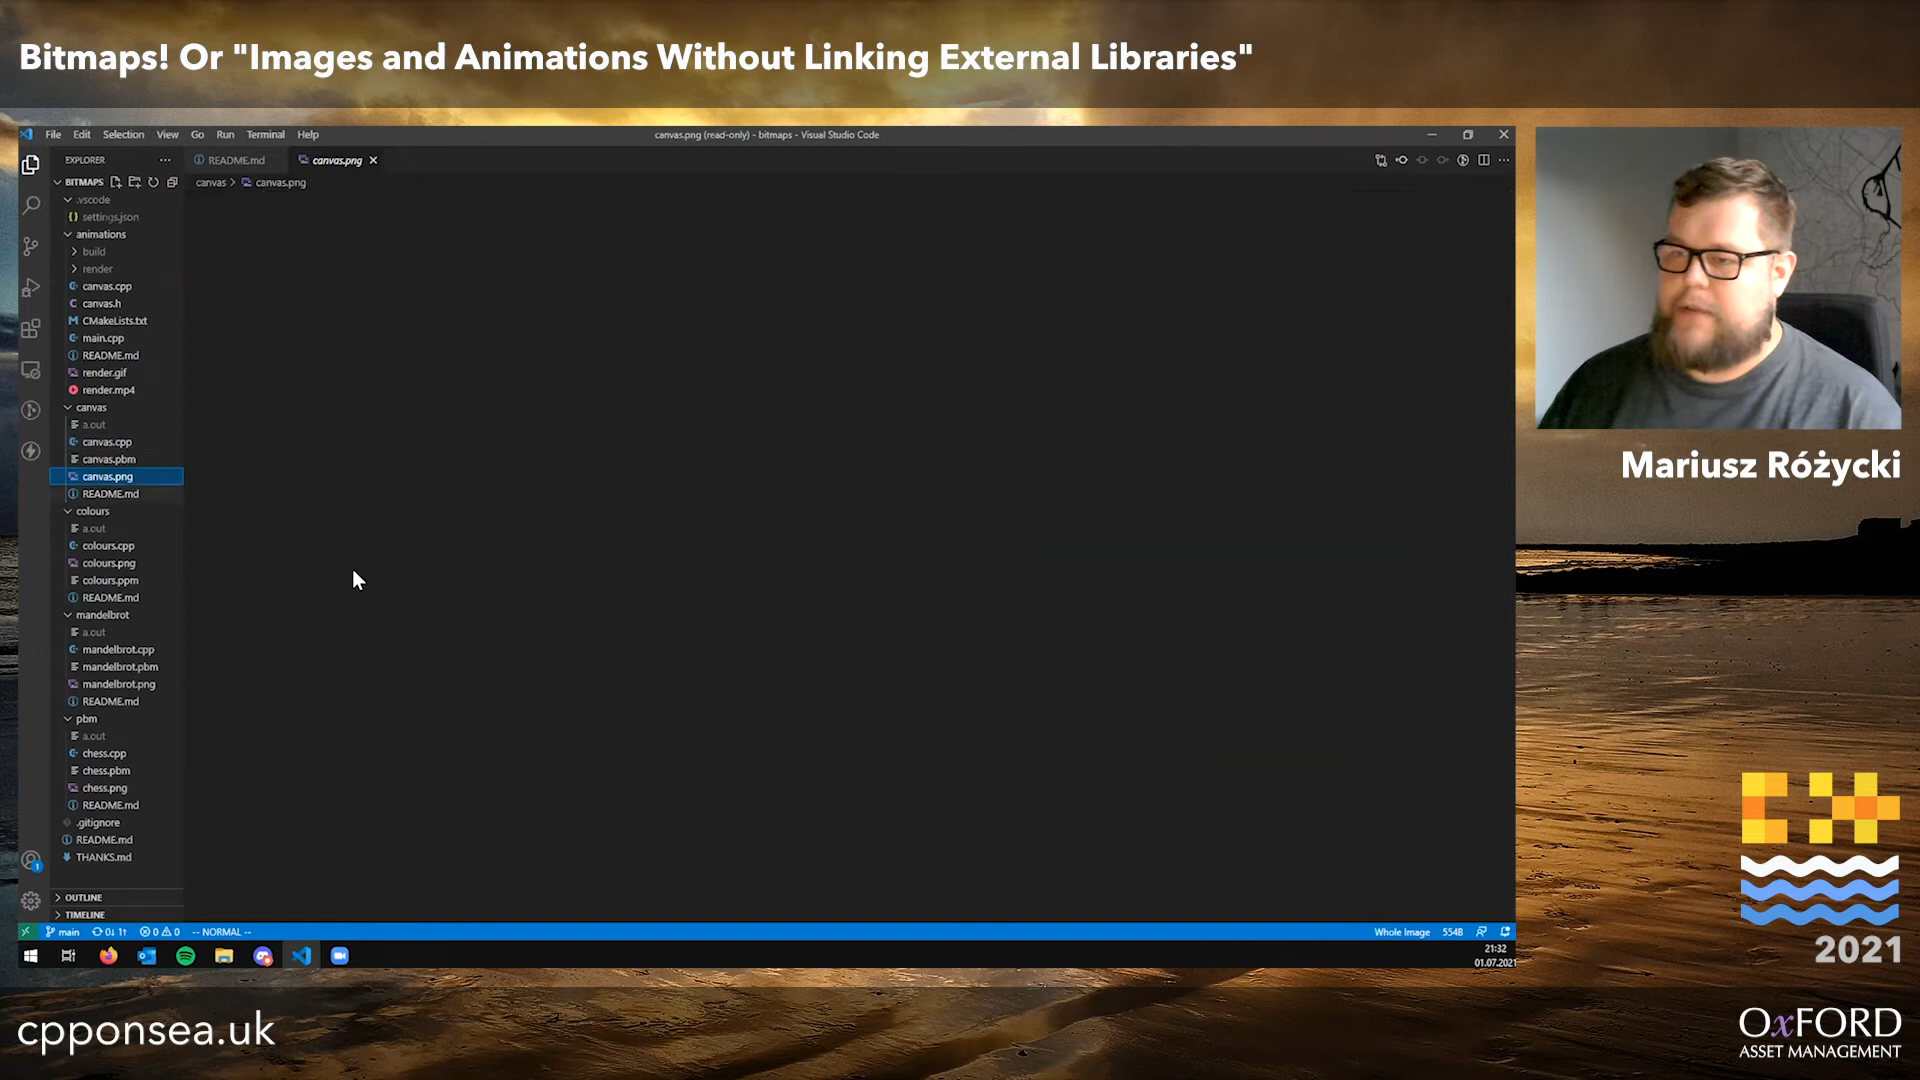 Bitmaps! Or "Images and Animations Without Linking External Libraries"
File Edit Selection View Go Run Terminal Help
canvas.png (read-only) - bitmaps - Visual Studio Code
EXPLORER
README.md
canvas.png
BITMAPS
canvas > canvas.png
.vscode
settings.json
animations
build
render
canvas.cpp
canvas.h
CMakeLists.txt
main.cpp
README.md
render.gif
render.mp4
canvas
a.out
canvas.cpp
canvas.pbm
canvas.png
README.md
colours
a.out
colours.cpp
colours.png
colours.ppm
README.md
mandelbrot
a.out
mandelbrot.cpp
mandelbrot.pbm
mandelbrot.png
README.md
pbm
a.out
chess.cpp
chess.pbm
chess.png
README.md
.gitignore
README.md
THANKS.md
OUTLINE
TIMELINE
main 0↓ 1↑ 0 0 -- NORMAL --
Whole Image 554B
21:32
01.07.2021
Mariusz Różycki
C++
2021
cpponsea.uk
OxFORD
ASSET MANAGEMENT